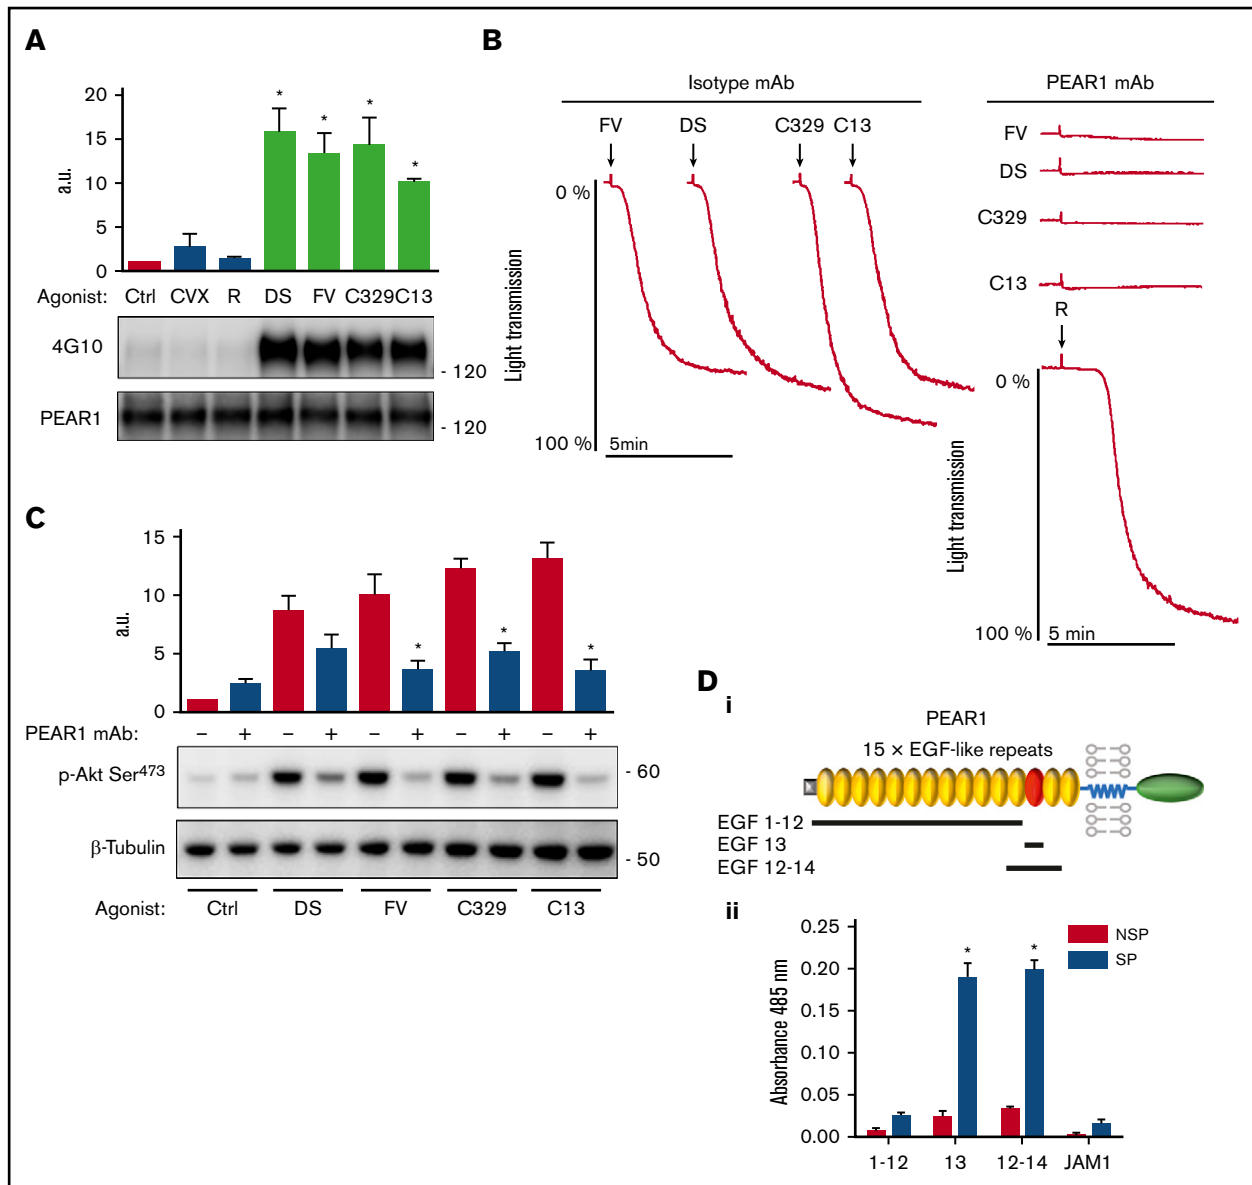 A
20
15
10
5
0
a.u.
* * * *
Agonist: Ctrl CVX R DS FV C329 C13
4G10
- 120
PEAR1
- 120
B
Isotype mAb
FV DS C329 C13
0 %
Light transmission
100 %
5min
PEAR1 mAb
FV
DS
C329
C13
R
0 %
Light transmission
100 %
5 min
C
15
10
5
0
a.u.
* * *
PEAR1 mAb: – + – + – + – + – +
p-Akt Ser473
- 60
β-Tubulin
- 50
Agonist: Ctrl DS FV C329 C13
D
i
PEAR1
15 × EGF-like repeats
EGF 1-12
EGF 13
EGF 12-14
ii
0.25
0.20
0.15
0.10
0.05
0.00
Absorbance 485 nm
* *
NSP
SP
1-12 13 12-14 JAM1